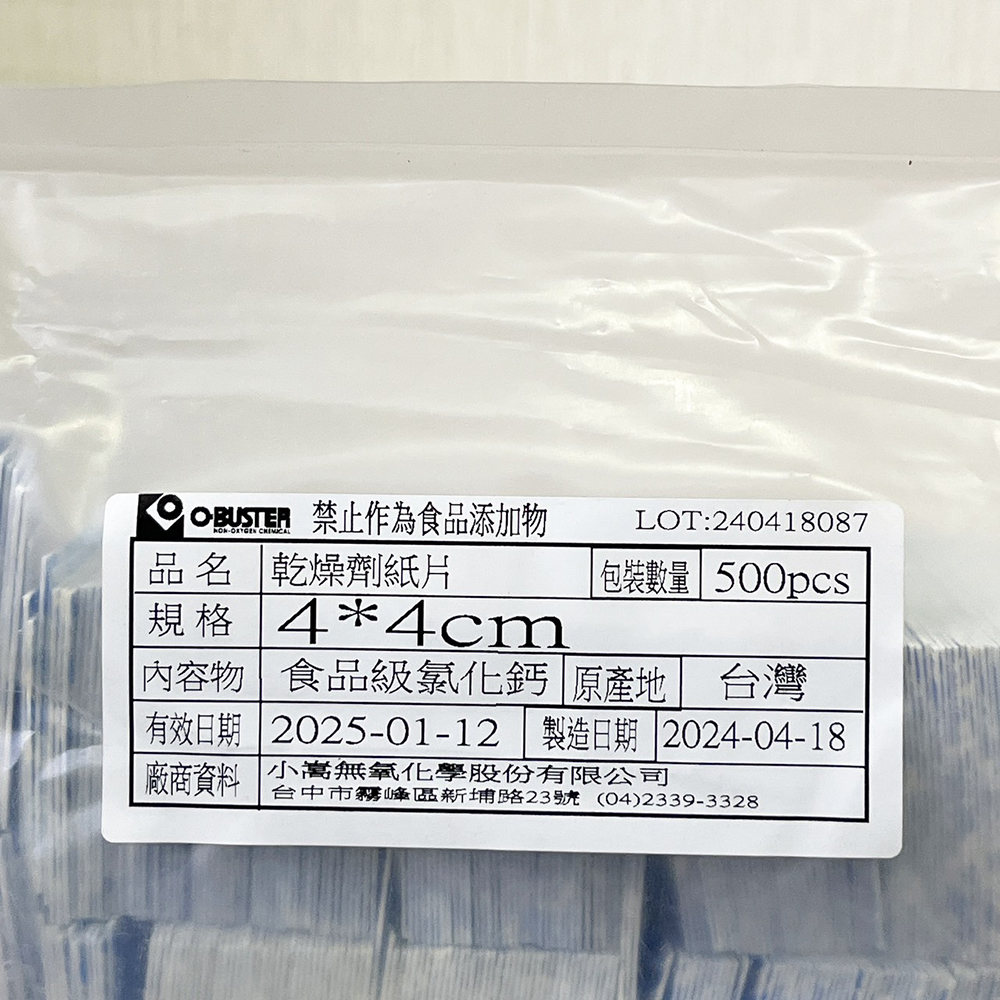 O-BUSTER 禁止作為食品添加物 LOT:240418087
NON-OXYGEN CHEMICAL
品名 乾燥劑紙片 包裝數量 500pcs
規格 4*4cm
內容物 食品級氯化鈣 原產地 台灣
有效日期 2025-01-12 製造日期 2024-04-18
廠商資料 小嵩無氧化學股份有限公司
台中市霧峰區新埔路23號 (04)2339-3328